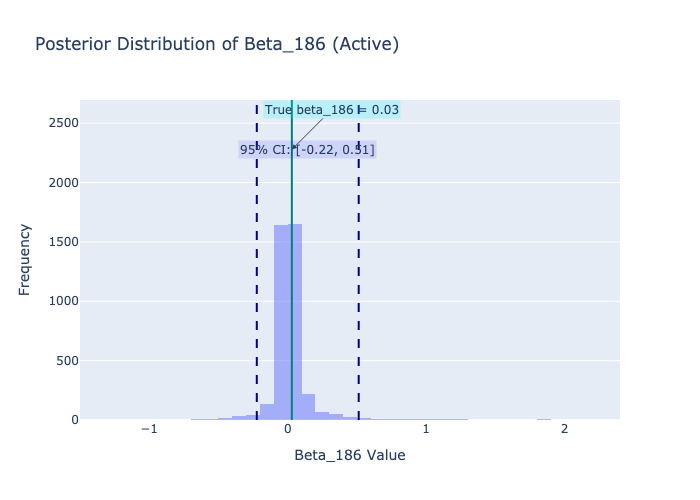 Posterior Distribution of Beta_186 (Active)
True beta_186 = 0.03
95% CI: [-0.22, 0.51]
2500
2000
1500
1000
500
0
Frequency
−1
0
1
2
Beta_186 Value